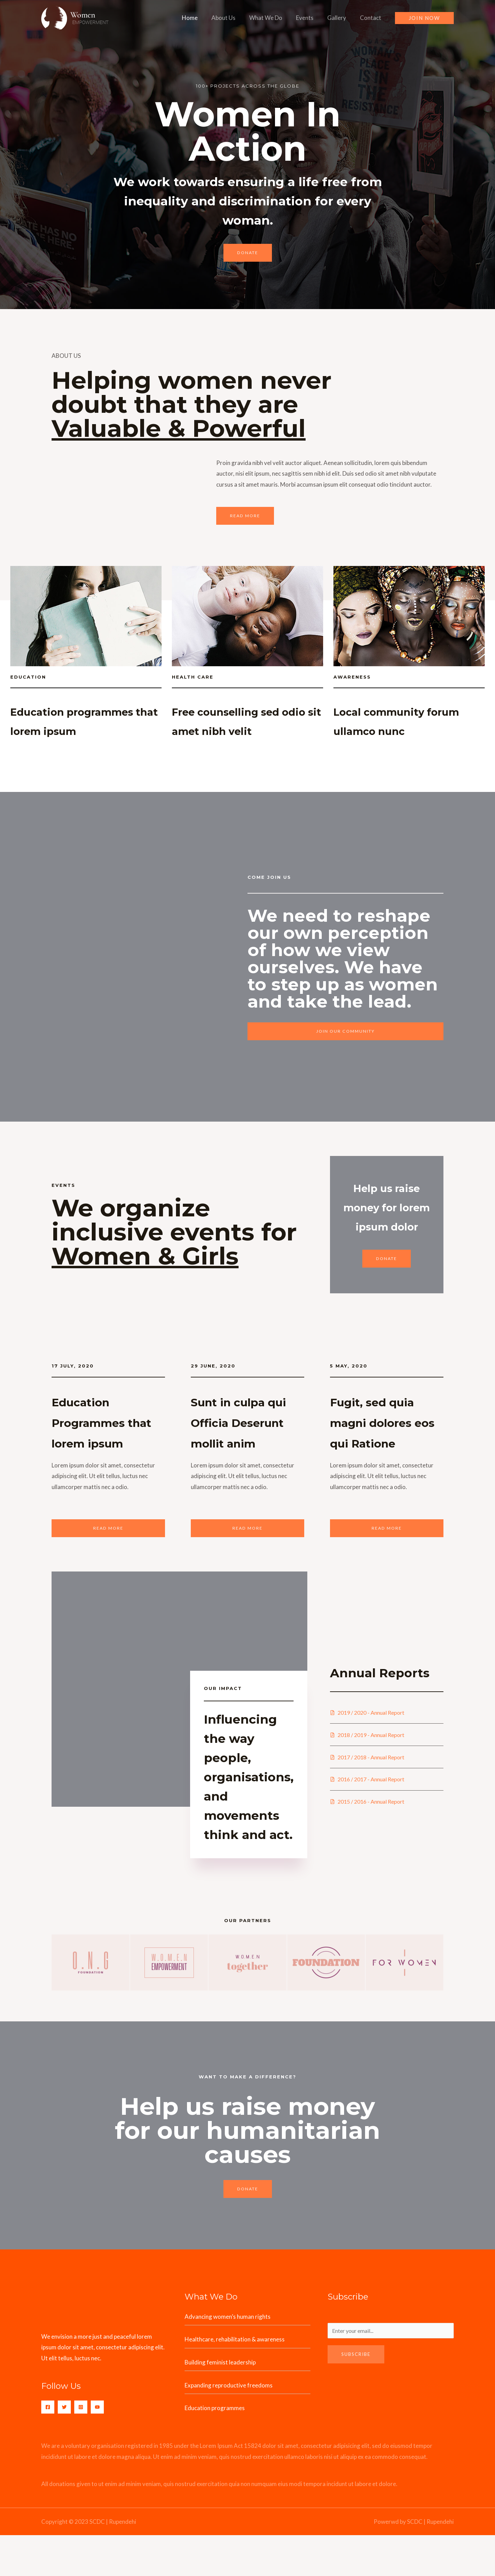 Women
EMPOWERMENT
Home
About Us
What We Do
Events
Gallery
Contact
JOIN NOW
100+ PROJECTS ACROSS THE GLOBE
Women In
Action
We work towards ensuring a life free from
inequality and discrimination for every
woman.
DONATE
ABOUT US
Helping women never
doubt that they are
Valuable & Powerful
Proin gravida nibh vel velit auctor aliquet. Aenean sollicitudin, lorem quis bibendum
auctor, nisi elit ipsum, nec sagittis sem nibh id elit. Duis sed odio sit amet nibh vulputate
cursus a sit amet mauris. Morbi accumsan ipsum elit consequat odio tincidunt auctor.
READ MORE
EDUCATION
Education programmes that
lorem ipsum
HEALTH CARE
Free counselling sed odio sit
amet nibh velit
AWARENESS
Local community forum
ullamco nunc
COME JOIN US
We need to reshape
our own perception
of how we view
ourselves. We have
to step up as women
and take the lead.
JOIN OUR COMMUNITY
EVENTS
We organize
inclusive events for
Women & Girls
Help us raise
money for lorem
ipsum dolor
DONATE
17 JULY, 2020
Education
Programmes that
lorem ipsum
Lorem ipsum dolor sit amet, consectetur
adipiscing elit. Ut elit tellus, luctus nec
ullamcorper mattis nec a odio.
READ MORE
29 JUNE, 2020
Sunt in culpa qui
Officia Deserunt
mollit anim
Lorem ipsum dolor sit amet, consectetur
adipiscing elit. Ut elit tellus, luctus nec
ullamcorper mattis nec a odio.
READ MORE
5 MAY, 2020
Fugit, sed quia
magni dolores eos
qui Ratione
Lorem ipsum dolor sit amet, consectetur
adipiscing elit. Ut elit tellus, luctus nec
ullamcorper mattis nec a odio.
READ MORE
OUR IMPACT
Influencing
the way
people,
organisations,
and
movements
think and act.
Annual Reports
2019 / 2020 - Annual Report
2018 / 2019 - Annual Report
2017 / 2018 - Annual Report
2016 / 2017 - Annual Report
2015 / 2016 - Annual Report
OUR PARTNERS
O.N.G
FOUNDATION
WOMEN
EMPOWERMENT
WOMEN
together
FOUNDATION
FOR WOMEN
WANT TO MAKE A DIFFERENCE?
Help us raise money
for our humanitarian
causes
DONATE
We envision a more just and peaceful lorem
ipsum dolor sit amet, consectetur adipiscing elit.
Ut elit tellus, luctus nec.
Follow Us
What We Do
Advancing women's human rights
Healthcare, rehabilitation & awareness
Building feminist leadership
Expanding reproductive freedoms
Education programmes
Subscribe
Enter your email...
SUBSCRIBE
We are a voluntary organisation registered in 1985 under the Lorem Ipsum Act 15824 dolor sit amet, consectetur adipisicing elit, sed do eiusmod tempor
incididunt ut labore et dolore magna aliqua. Ut enim ad minim veniam, quis nostrud exercitation ullamco laboris nisi ut aliquip ex ea commodo consequat.
All donations given to ut enim ad minim veniam, quis nostrud exercitation quia non numquam eius modi tempora incidunt ut labore et dolore.
Copyright © 2023 SCDC | Rupendehi
Powered by SCDC | Rupendehi